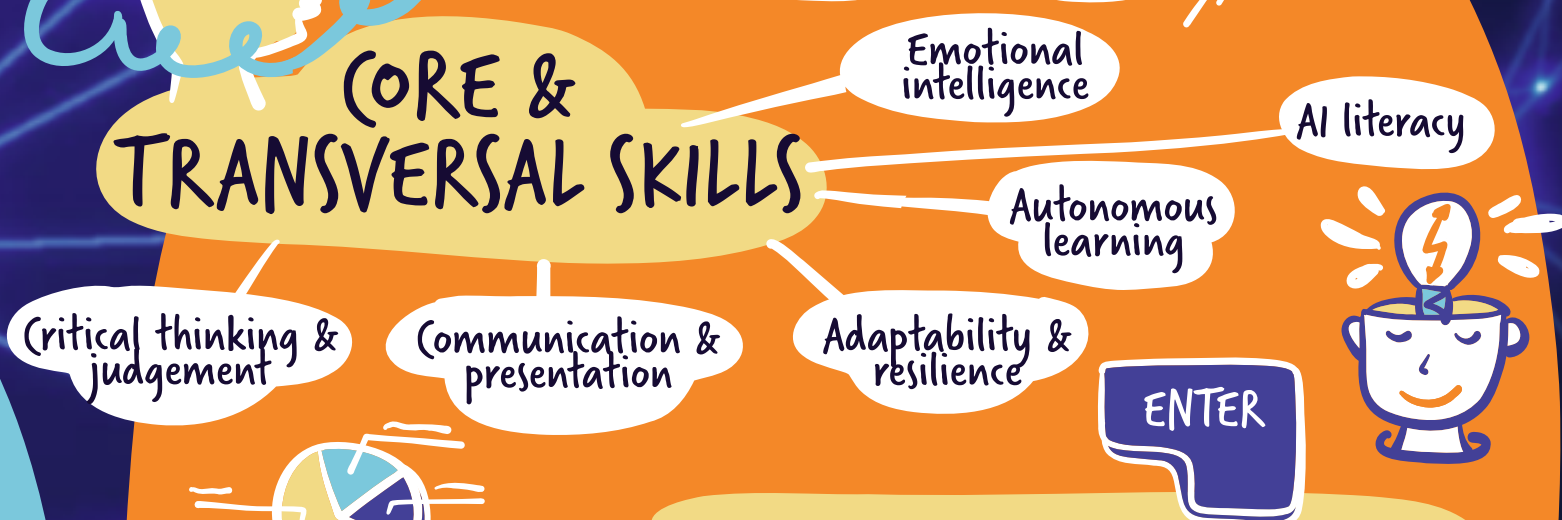 CORE &
TRANSVERSAL SKILLS
Emotional
intelligence
AI literacy
Autonomous
learning
Critical thinking &
judgement
Communication &
presentation
Adaptability &
resilience
ENTER